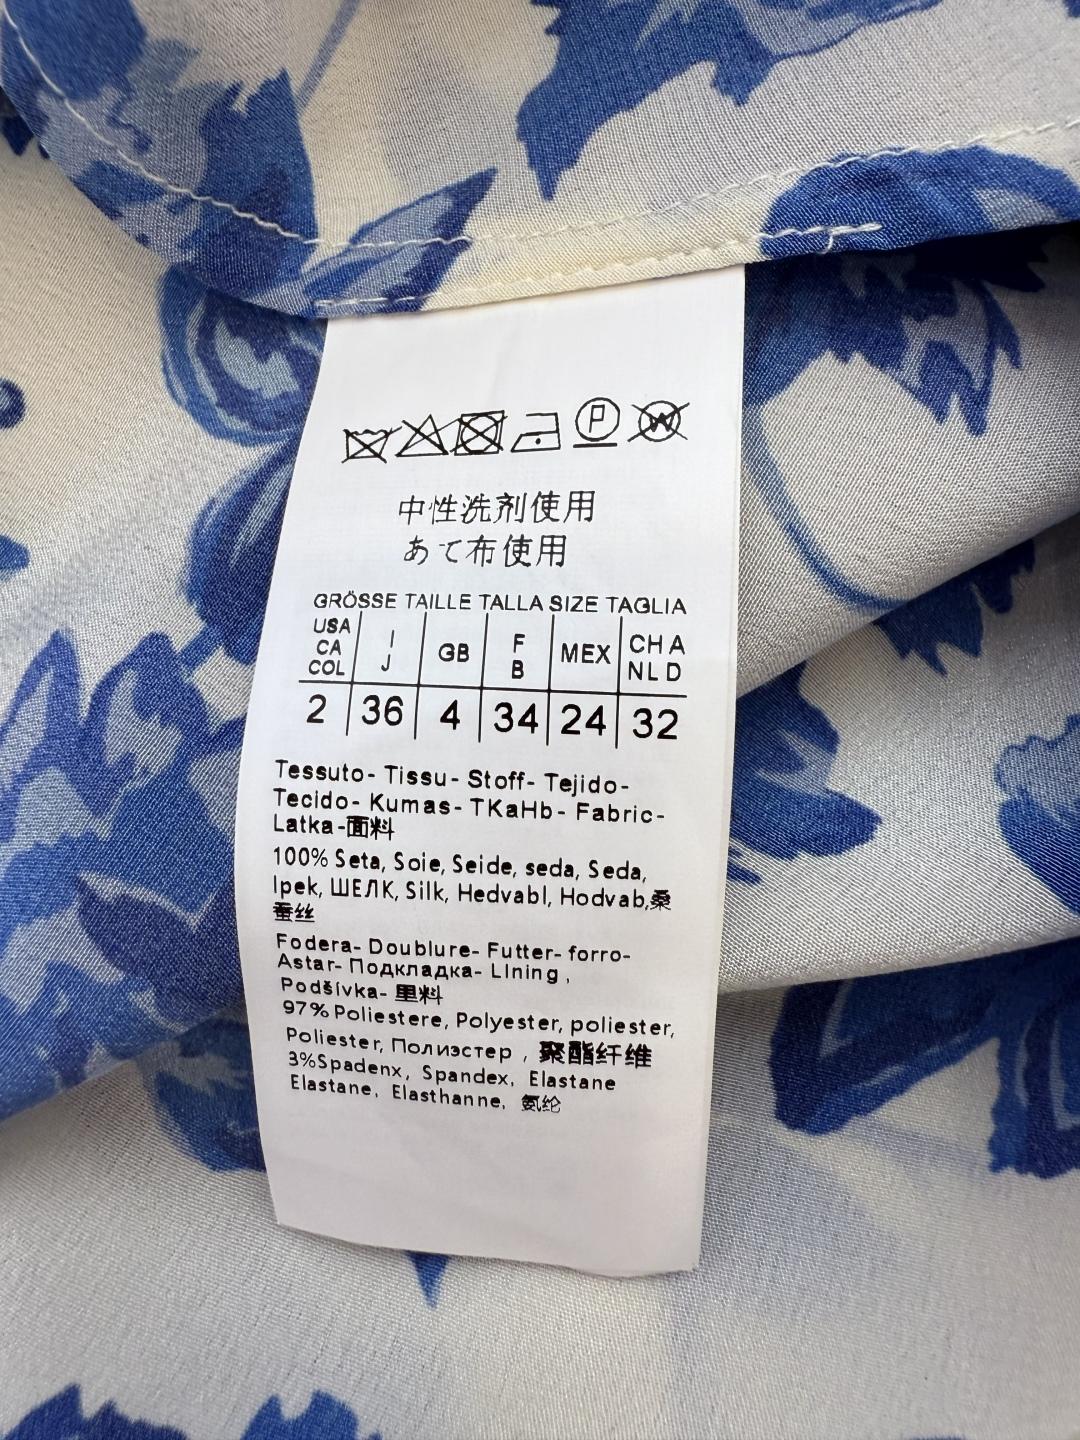 P W
中性洗剤使用
あて布使用
GRÖSSE TAILLE TALLA SIZE TAGLIA
USA CA COL I J GB F B MEX CH A NL D
2 36 4 34 24 32
Tessuto- Tissu- Stoff- Tejido-
Tecido- Kumas- TKaHb- Fabric-
Latka-面料
100% Seta, Soie, Seide, seda, Seda,
Ipek, ШЕЛК, Silk, Hedvabl, Hodvab,桑
蚕丝
Fodera- Doublure- Futter- forro-
Astar- Подкладка- LIning ,
Podšívka- 里料
97% Poliestere, Polyester, poliester,
Poliester, Полиэстер , 聚酯纤维
3%Spadenx, Spandex, Elastane
Elastane, Elasthanne, 氨纶